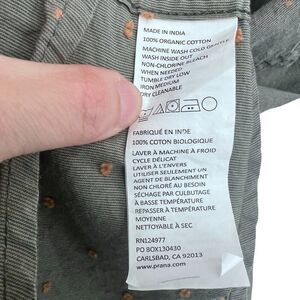 MADE IN INDIA
100% ORGANIC COTTON
MACHINE WASH COLD GENTLE
WASH INSIDE OUT
NON-CHLORINE BLEACH
WHEN NEEDED
TUMBLE DRY LOW
IRON MEDIUM
DRY CLEANABLE
FABRIQUÉ EN INDE
100% COTON BIOLOGIQUE
LAVER À MACHINE À FROID
CYCLE DÉLICAT
LAVER À L'ENVERS
UTILISER SEULEMENT UN
AGENT DE BLANCHIMENT
NON CHLORÉ AU BESOIN
SÉCHAGE PAR CULBUTAGE
À BASSE TEMPÉRATURE
REPASSER À TEMPÉRATURE
MOYENNE
NETTOYABLE À SEC
RN124977
PO BOX130430
CARLSBAD, CA 92013
www.prana.com